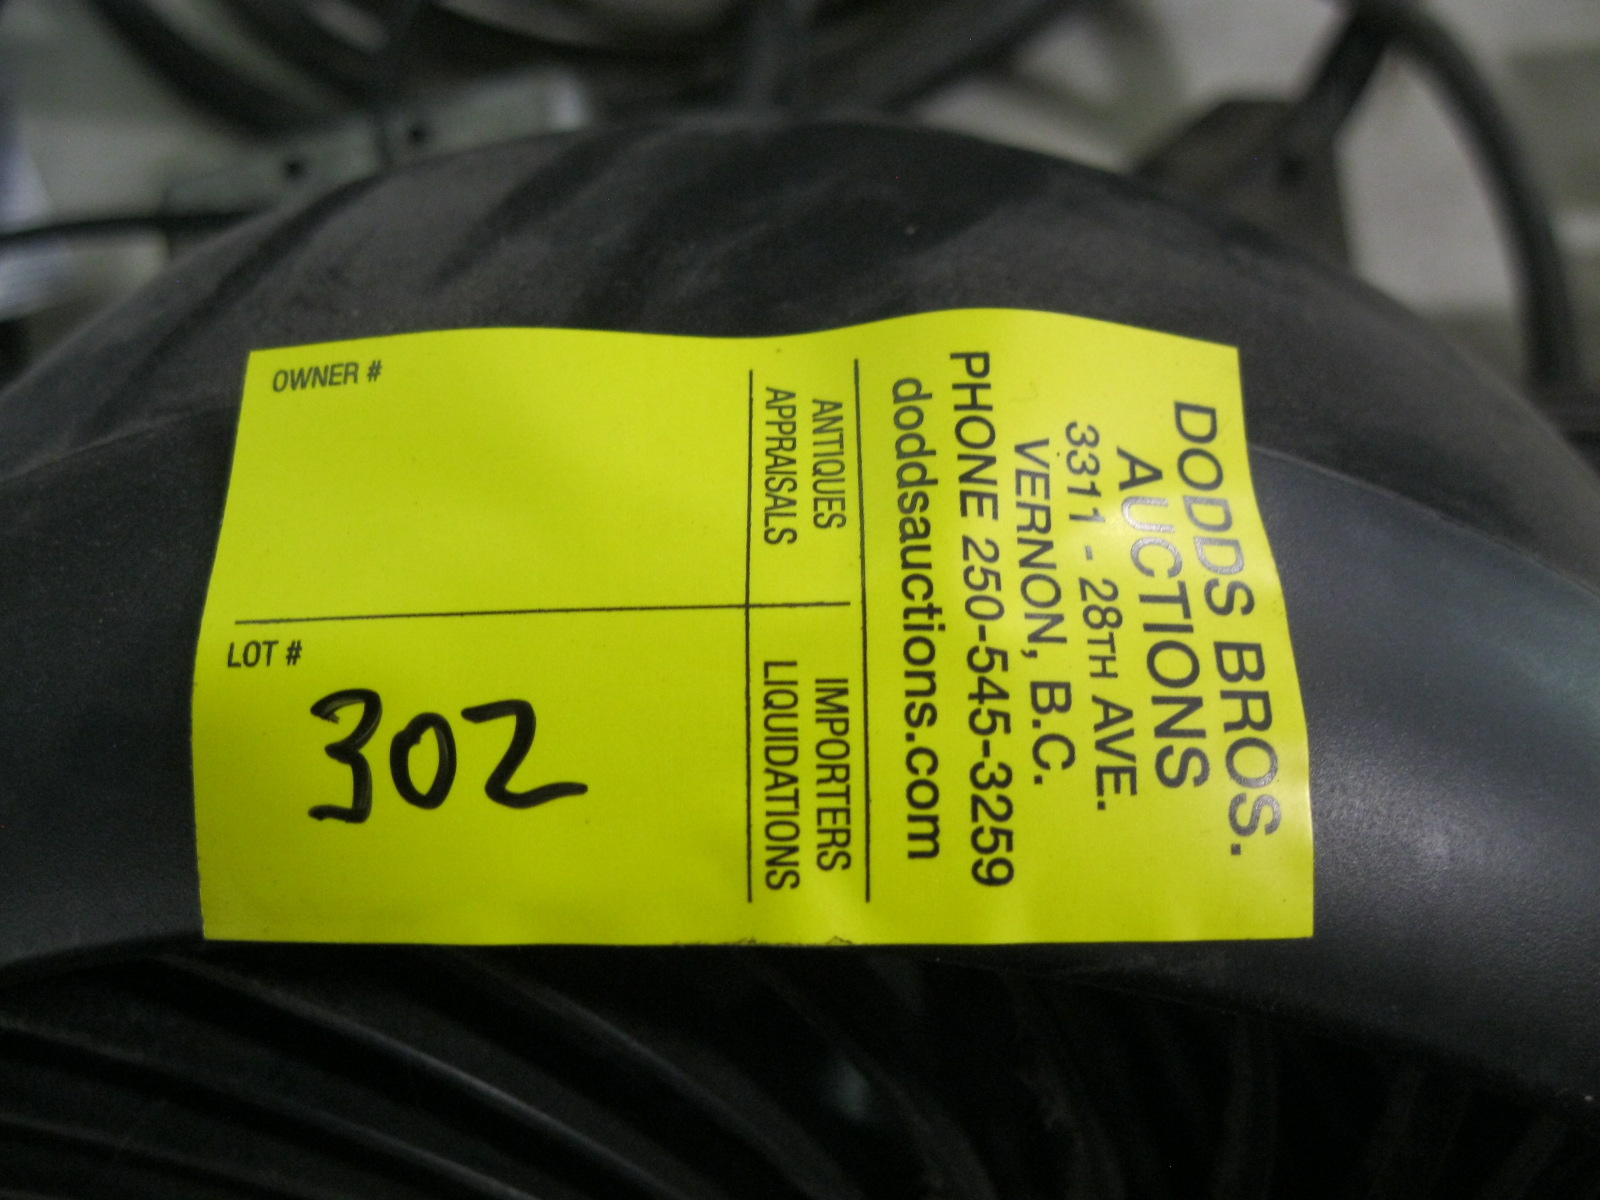 DODDS BROS.
AUCTIONS
3311 - 28TH AVE.
VERNON, B.C.
PHONE 250-545-3259
doddsauctions.com
ANTIQUES
APPRAISALS
IMPORTERS
LIQUIDATIONS
OWNER #
LOT #
302